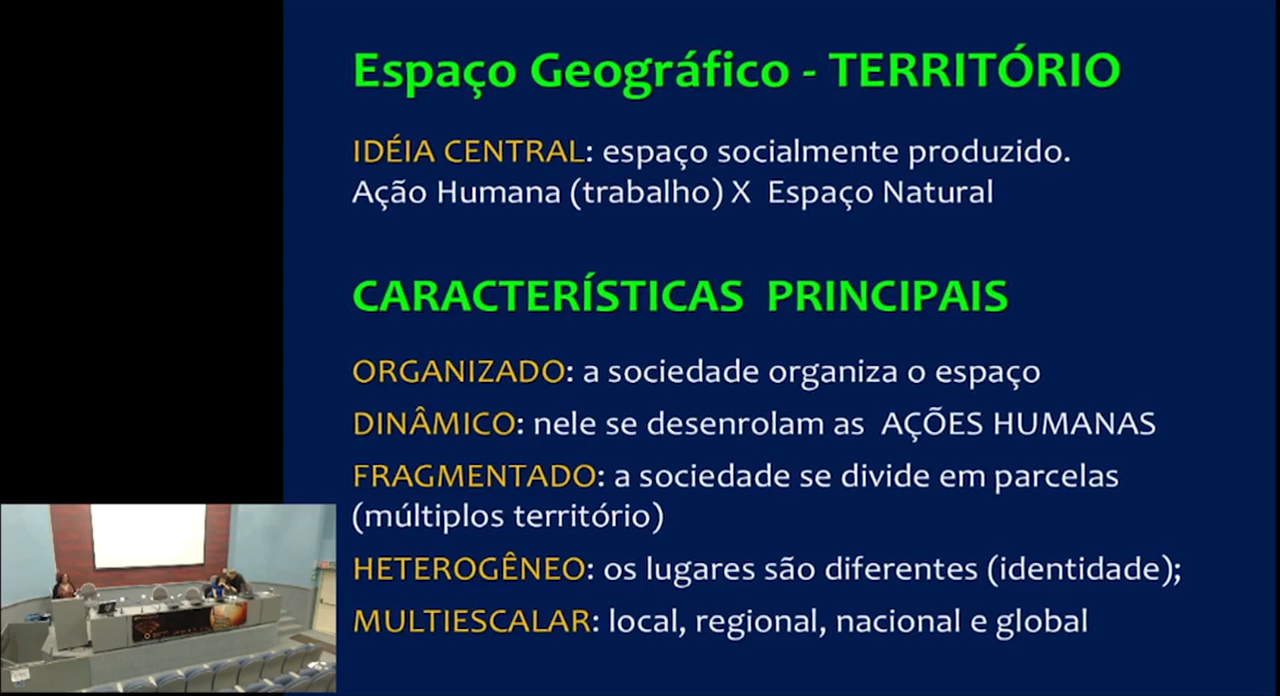 Espaço Geográfico - TERRITÓRIO
IDÉIA CENTRAL: espaço socialmente produzido.
Ação Humana (trabalho) X Espaço Natural
CARACTERÍSTICAS PRINCIPAIS
ORGANIZADO: a sociedade organiza o espaço
DINÂMICO: nele se desenrolam as AÇÕES HUMANAS
FRAGMENTADO: a sociedade se divide em parcelas
(múltiplos território)
HETEROGÊNEO: os lugares são diferentes (identidade);
MULTIESCALAR: local, regional, nacional e global